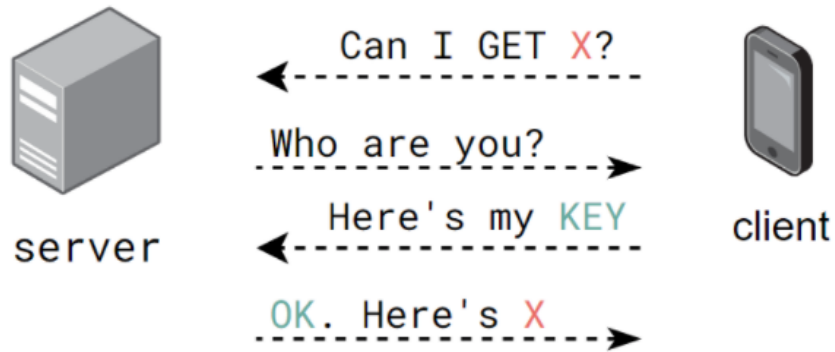 Can I GET X?
Who are you?
Here's my KEY
server
client
OK. Here's X